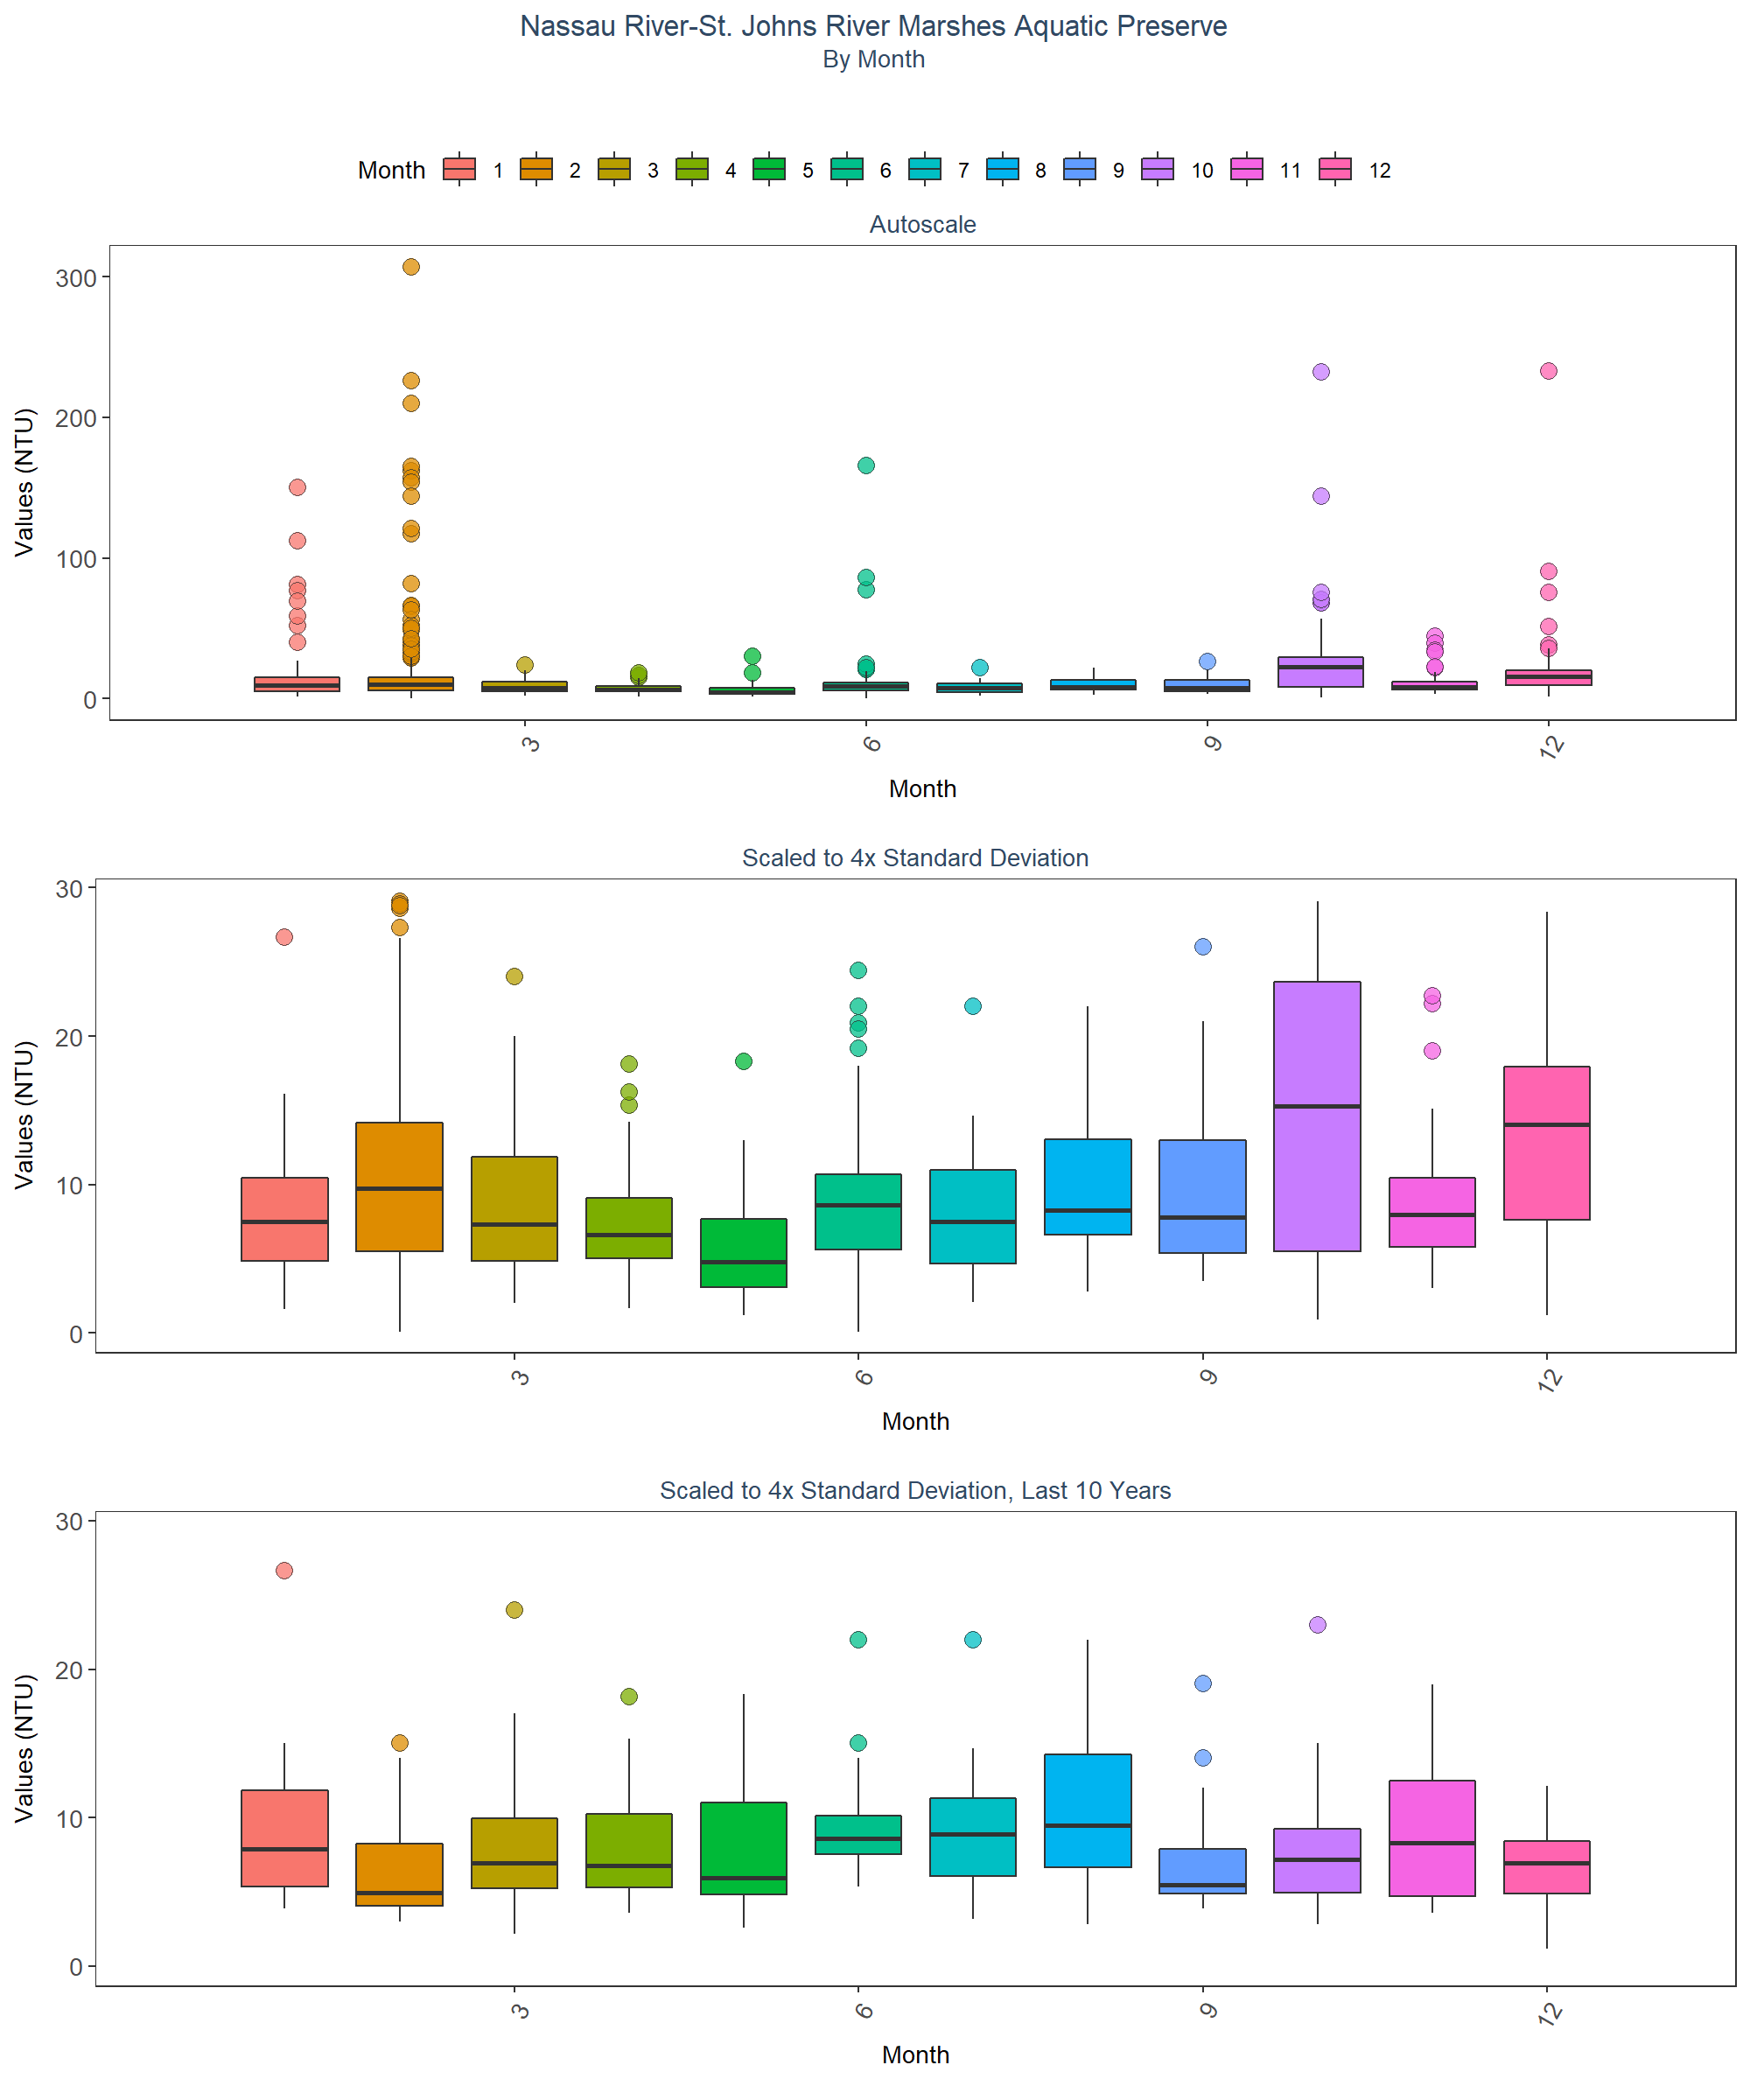 Nassau River-St. Johns River Marshes Aquatic Preserve
By Month
Month 1 2 3 4 5 6 7 8 9 10 11 12
Autoscale
Values (NTU)
300
200
100
0
3 6 9 12
Month
Scaled to 4x Standard Deviation
Values (NTU)
30
20
10
0
3 6 9 12
Month
Scaled to 4x Standard Deviation, Last 10 Years
Values (NTU)
30
20
10
0
3 6 9 12
Month